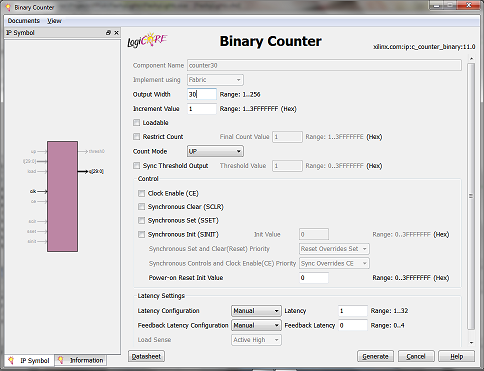 Binary Counter
Documents View
IP Symbol
LogiCORE
Binary Counter
xilinx.com:ip:c_counter_binary:11.0
Component Name counter30
Implement using Fabric
Output Width 30 Range: 1..256
Increment Value 1 Range: 1..3FFFFFFF (Hex)
Loadable
Restrict Count Final Count Value 1 Range: 1..3FFFFFFE (Hex)
Count Mode UP
Sync Threshold Output Threshold Value 1 Range: 0..3FFFFFFF (Hex)
Control
Clock Enable (CE)
Synchronous Clear (SCLR)
Synchronous Set (SSET)
Synchronous Init (SINIT) Init Value 0 Range: 0..3FFFFFFF (Hex)
Synchronous Set and Clear(Reset) Priority Reset Overrides Set
Synchronous Controls and Clock Enable(CE) Priority Sync Overrides CE
Power-on Reset Init Value 0 Range: 0..3FFFFFFF (Hex)
Latency Settings
Latency Configuration Manual Latency 1 Range: 1..32
Feedback Latency Configuration Manual Feedback Latency 0 Range: 0..4
Load Sense Active High
up
l[29:0]
load
clk
ce
sclr
sset
sinit
thresh0
q[29:0]
IP Symbol Information
Datasheet Generate Cancel Help